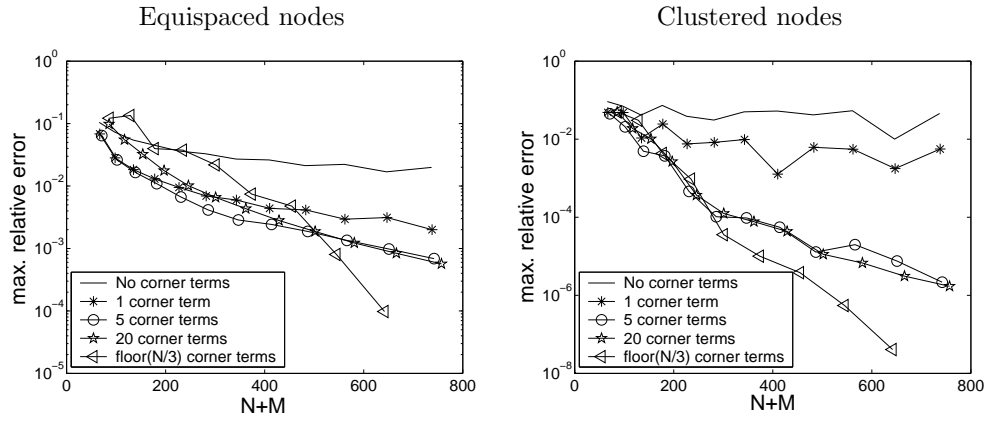 Equispaced nodes
10^0
10^-1
10^-2
10^-3
10^-4
10^-5
max. relative error
No corner terms
1 corner term
5 corner terms
20 corner terms
floor(N/3) corner terms
0 200 400 600 800
N+M
Clustered nodes
10^0
10^-2
10^-4
10^-6
10^-8
max. relative error
No corner terms
1 corner term
5 corner terms
20 corner terms
floor(N/3) corner terms
0 200 400 600 800
N+M